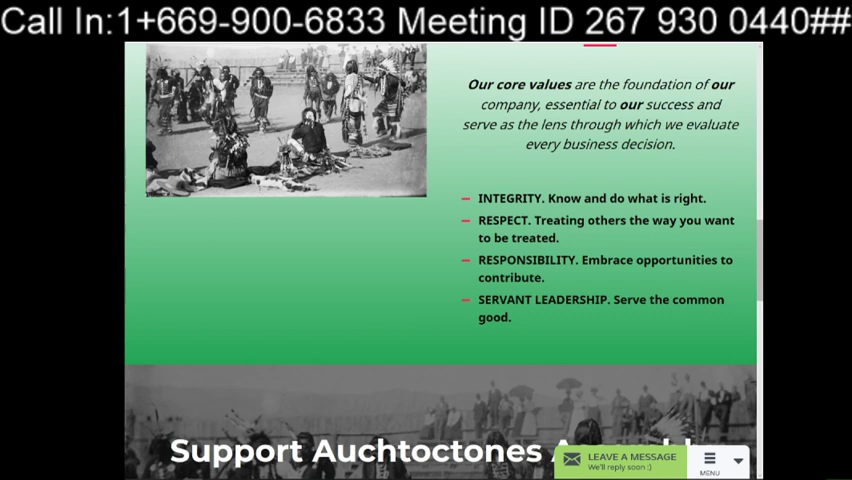 Call In:1+669-900-6833 Meeting ID 267 930 0440##
Our core values are the foundation of our
company, essential to our success and
serve as the lens through which we evaluate
every business decision.
INTEGRITY. Know and do what is right.
RESPECT. Treating others the way you want
to be treated.
RESPONSIBILITY. Embrace opportunities to
contribute.
SERVANT LEADERSHIP. Serve the common
good.
Support Auchtoctones
LEAVE A MESSAGE
We'll reply soon :)
MENU